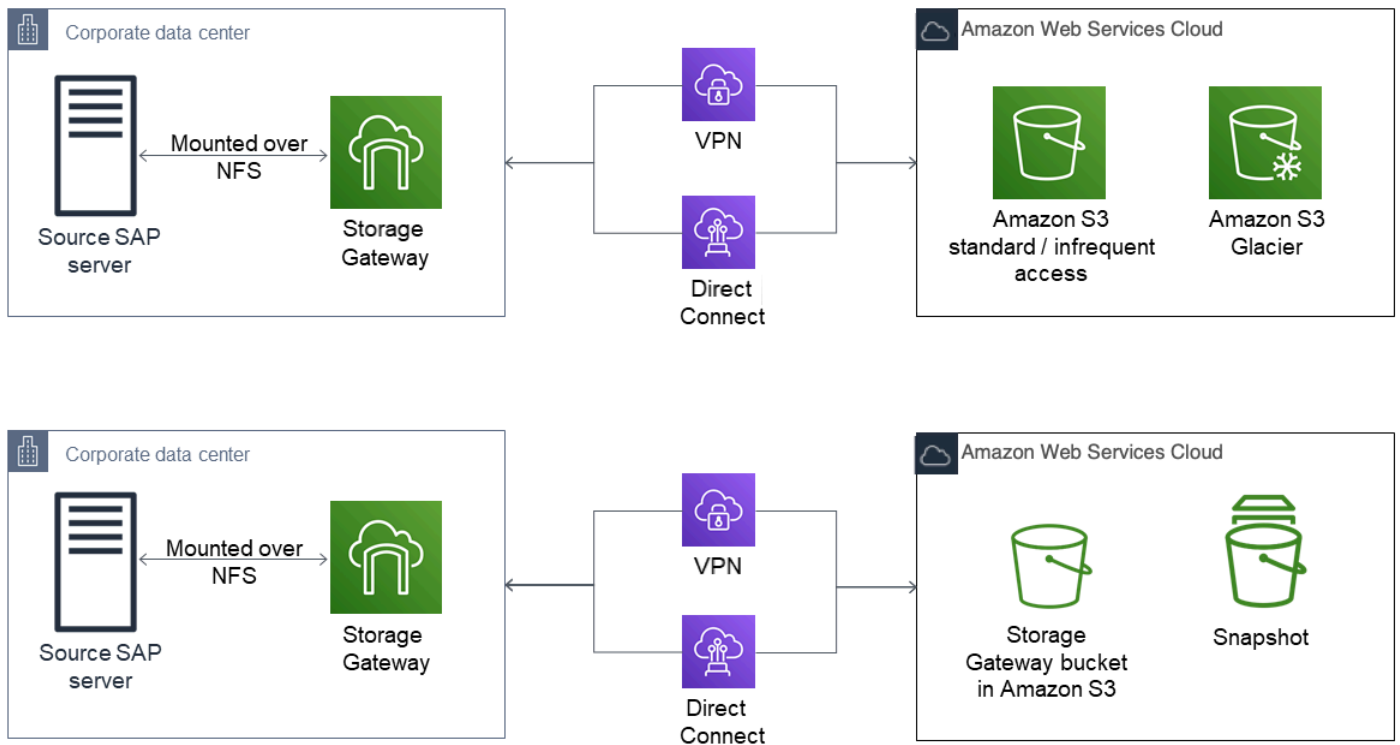 Corporate data center
Amazon Web Services Cloud
Mounted over
NFS
VPN
Source SAP
server
Storage
Gateway
Direct
Connect
Amazon S3
standard / infrequent
access
Amazon S3
Glacier
Corporate data center
Amazon Web Services Cloud
Mounted over
NFS
VPN
Source SAP
server
Storage
Gateway
Direct
Connect
Storage
Gateway bucket
in Amazon S3
Snapshot